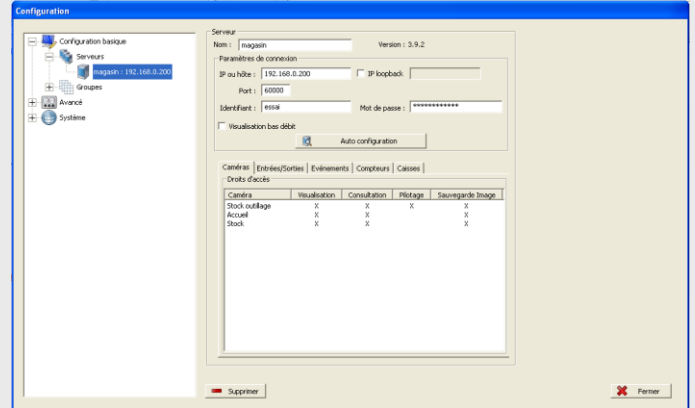 Configuration
Configuration basique
Serveurs
magasin : 192.168.0.200
Groupes
Avancé
Système
Serveur
Nom : magasin Version : 3.9.2
Paramètres de connexion
IP ou hôte : 192.168.0.200 IP loopback
Port : 60000
Identifiant : essai Mot de passe : ************
Visualisation bas débit
Auto configuration
Caméras Entrées/Sorties Evénements Compteurs Caisses
Droits d'accès
Caméra Visualisation Consultation Pilotage Sauvegarde Image
Stock outillage X X X X
Accueil X X X
Stock X X X
Supprimer Fermer